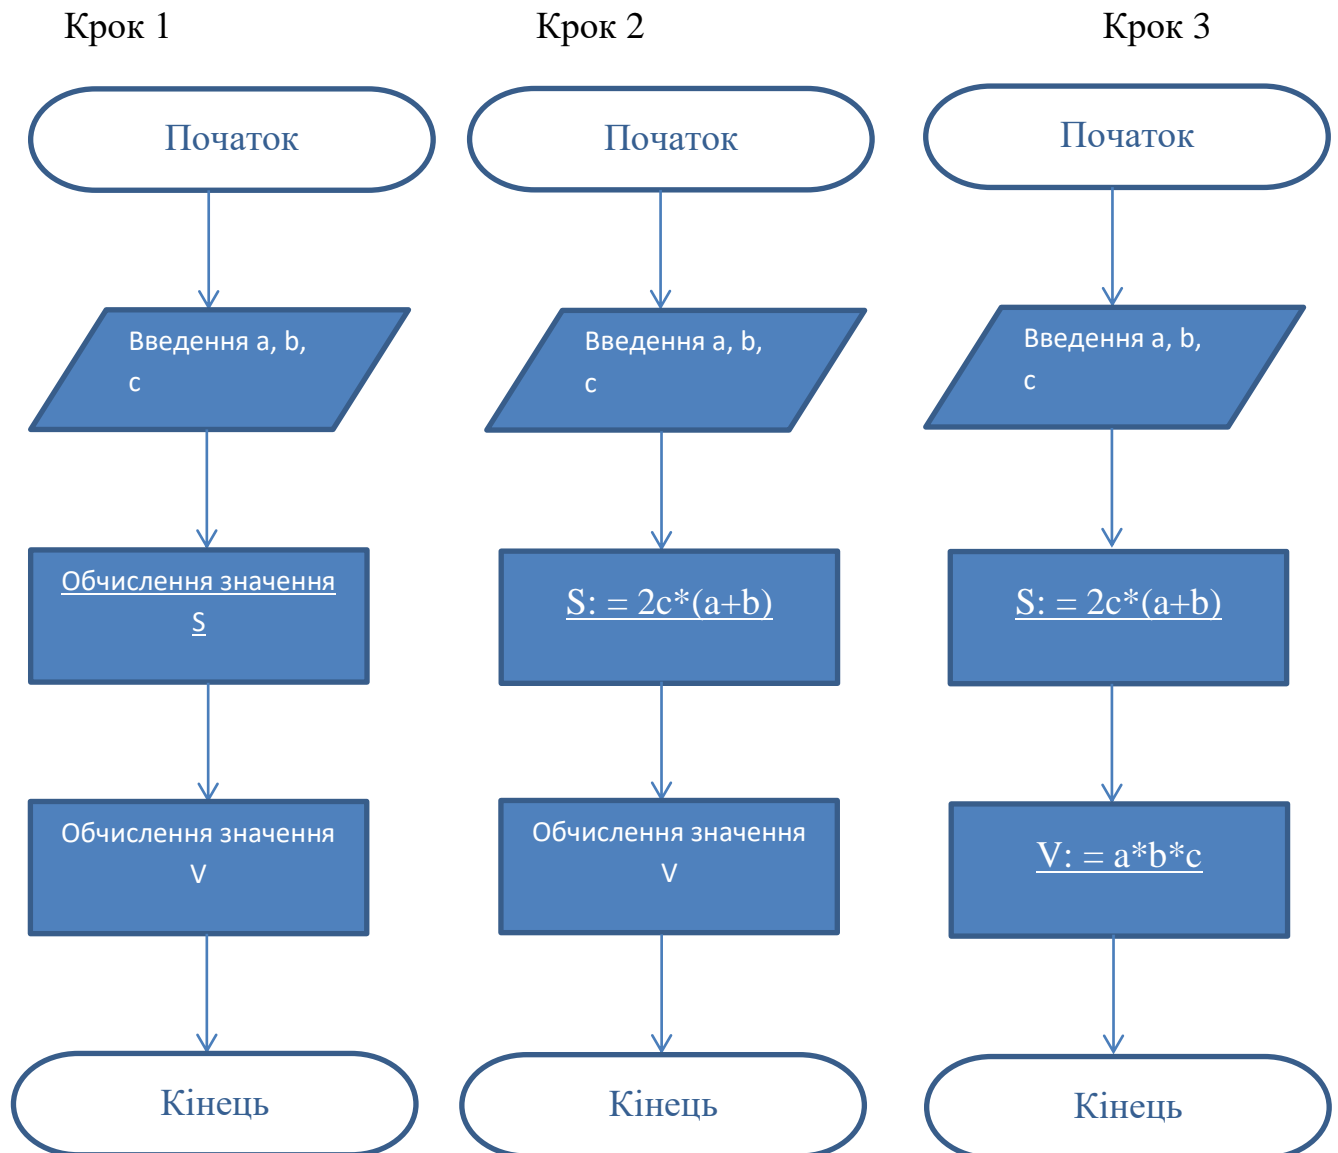 Крок 1
Крок 2
Крок 3
Початок
Введення a, b,
c
Обчислення значення
S
Обчислення значення
V
Кінець
Початок
Введення a, b,
c
S: = 2c*(a+b)
Обчислення значення
V
Кінець
Початок
Введення a, b,
c
S: = 2c*(a+b)
V: = a*b*c
Кінець